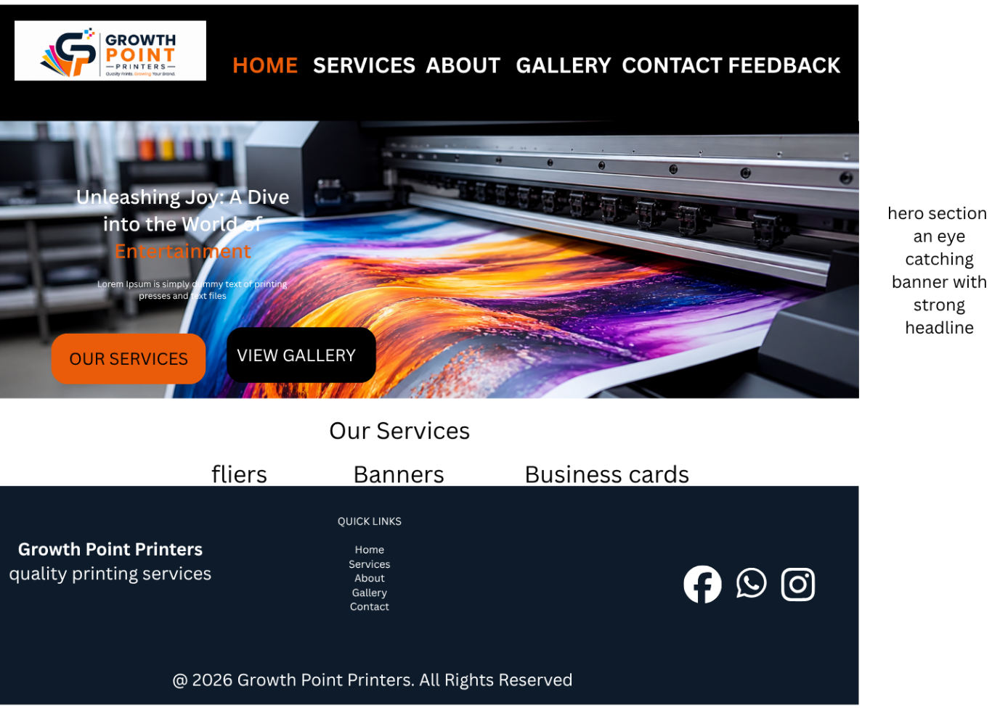 GROWTH
POINT
PRINTERS
Quality Prints. Growing Your Brand.
HOME SERVICES ABOUT GALLERY CONTACT FEEDBACK
Unleashing Joy: A Dive
into the World of
Entertainment
Lorem Ipsum is simply dummy text of printing
presses and text files
OUR SERVICES
VIEW GALLERY
hero section
an eye
catching
banner with
strong
headline
Our Services
fliers Banners Business cards
Growth Point Printers
quality printing services
QUICK LINKS
Home
Services
About
Gallery
Contact
@ 2026 Growth Point Printers. All Rights Reserved